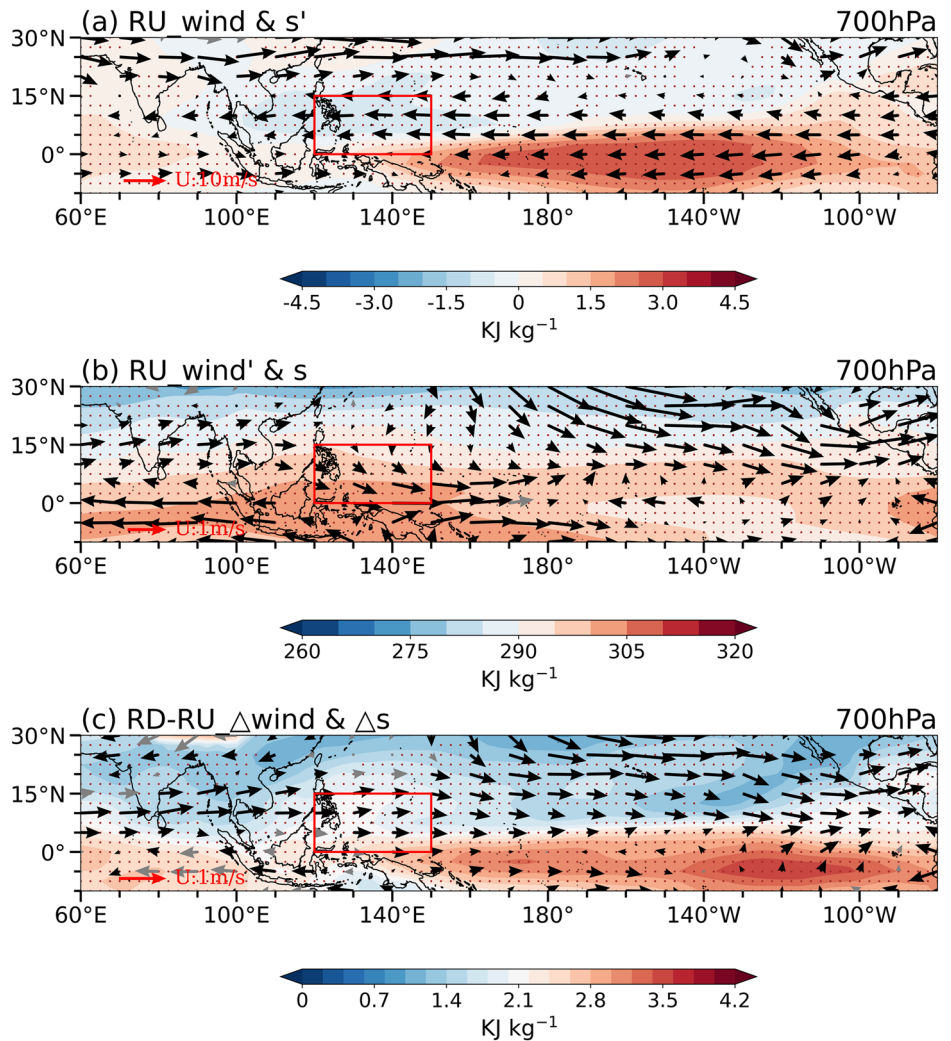 (a) RU_wind & s' 700hPa
30°N
15°N
0°
U:10m/s
60°E 100°E 140°E 180° 140°W 100°W
-4.5 -3.0 -1.5 0 1.5 3.0 4.5
KJ kg⁻¹
(b) RU_wind' & s 700hPa
30°N
15°N
0°
U:1m/s
60°E 100°E 140°E 180° 140°W 100°W
260 275 290 305 320
KJ kg⁻¹
(c) RD-RU_△wind & △s 700hPa
30°N
15°N
0°
U:1m/s
60°E 100°E 140°E 180° 140°W 100°W
0 0.7 1.4 2.1 2.8 3.5 4.2
KJ kg⁻¹